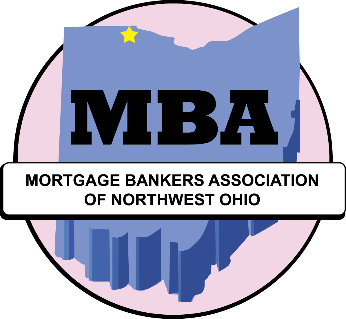 MBA
MORTGAGE BANKERS ASSOCIATION
OF NORTHWEST OHIO